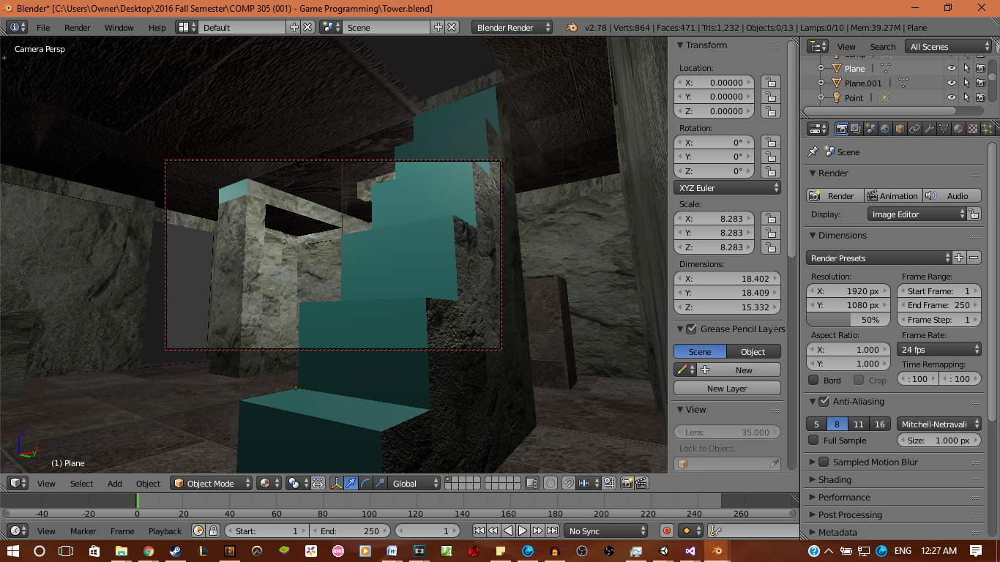 Blender* [C:\Users\Owner\Desktop\2016 Fall Semester\COMP 305 (001) - Game Programming\Tower.blend]
File Render Window Help Default Scene Blender Render v2.78 | Verts:864 | Faces:471 | Tris:1,232 | Objects:0/13 | Lamps:0/10 | Mem:39.27M | Plane
Camera Persp
(1) Plane
Transform
Location:
X: 0.00000
Y: 0.00000
Z: 0.00000
Rotation:
X: 0°
Y: 0°
Z: 0°
XYZ Euler
Scale:
X: 8.283
Y: 8.283
Z: 8.283
Dimensions:
X: 18.402
Y: 18.409
Z: 15.332
Grease Pencil Layers
Scene Object
New
New Layer
View
Lens: 35.000
Lock to Object:
View Search All Scenes
Plane
Plane.001
Point
Scene
Render
Render Animation Audio
Display: Image Editor
Dimensions
Render Presets
Resolution: Frame Range:
X: 1920 px Start Frame: 1
Y: 1080 px End Frame: 250
50% Frame Step: 1
Aspect Ratio: Frame Rate:
X: 1.000 24 fps
Y: 1.000 Time Remapping:
Bord Crop : 100 : 100
Anti-Aliasing
5 8 11 16 Mitchell-Netravali
Full Sample Size: 1.000 px
Sampled Motion Blur
Shading
Performance
Post Processing
Metadata
View Select Add Object Object Mode Global
-40 -20 0 20 40 60 80 100 120 140 160 180 200 220 240 260
View Marker Frame Playback Start: 1 End: 250 1 No Sync
ENG 12:27 AM